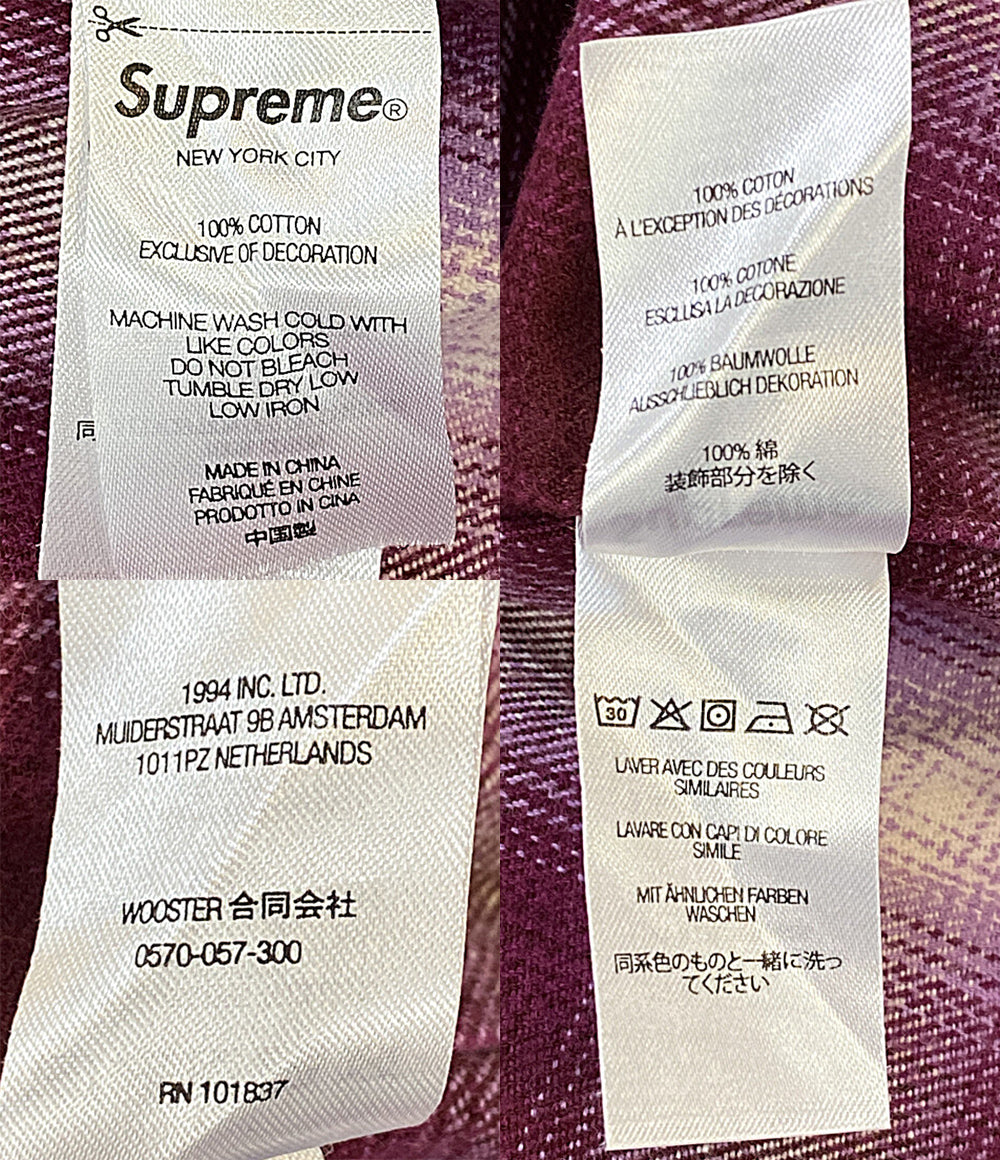 Supreme®
NEW YORK CITY
100% COTTON
EXCLUSIVE OF DECORATION
MACHINE WASH COLD WITH
LIKE COLORS
DO NOT BLEACH
TUMBLE DRY LOW
LOW IRON
同
MADE IN CHINA
FABRIQUÉ EN CHINE
PRODOTTO IN CINA
中国製
100% COTON
À L'EXCEPTION DES DÉCORATIONS
100% COTONE
ESCLUSA LA DECORAZIONE
100% BAUMWOLLE
AUSSCHLIEBLICH DEKORATION
100% 綿
装飾部分を除く
1994 INC. LTD.
MUIDERSTRAAT 9B AMSTERDAM
1011PZ NETHERLANDS
WOOSTER 合同会社
0570-057-300
RN 101837
30
LAVER AVEC DES COULEURS
SIMILAIRES
LAVARE CON CAPI DI COLORE
SIMILE
MIT ÄHNLICHEN FARBEN
WASCHEN
同系色のものと一緒に洗っ
てください